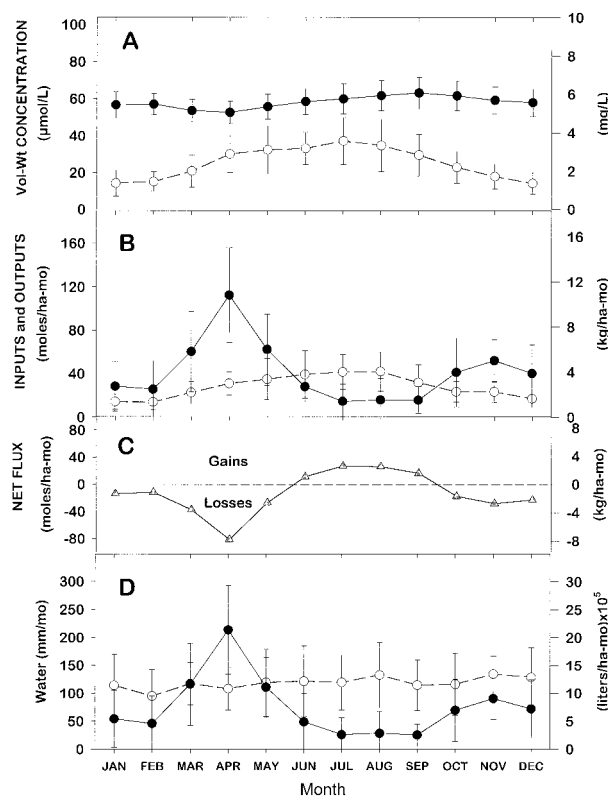 A
Vol-Wt CONCENTRATION
(µmol/L)
100
80
60
40
20
0
10
8
6
4
2
0
(mg/L)
B
INPUTS and OUTPUTS
(moles/ha-mo)
160
120
80
40
0
16
12
8
4
0
(kg/ha-mo)
C
NET FLUX
(moles/ha-mo)
80
40
0
-40
-80
Gains
Losses
8
4
0
-4
-8
(kg/ha-mo)
D
Water (mm/mo)
300
250
200
150
100
50
0
30
25
20
15
10
5
0
(liters/ha-mo)x10⁵
JAN FEB MAR APR MAY JUN JUL AUG SEP OCT NOV DEC
Month